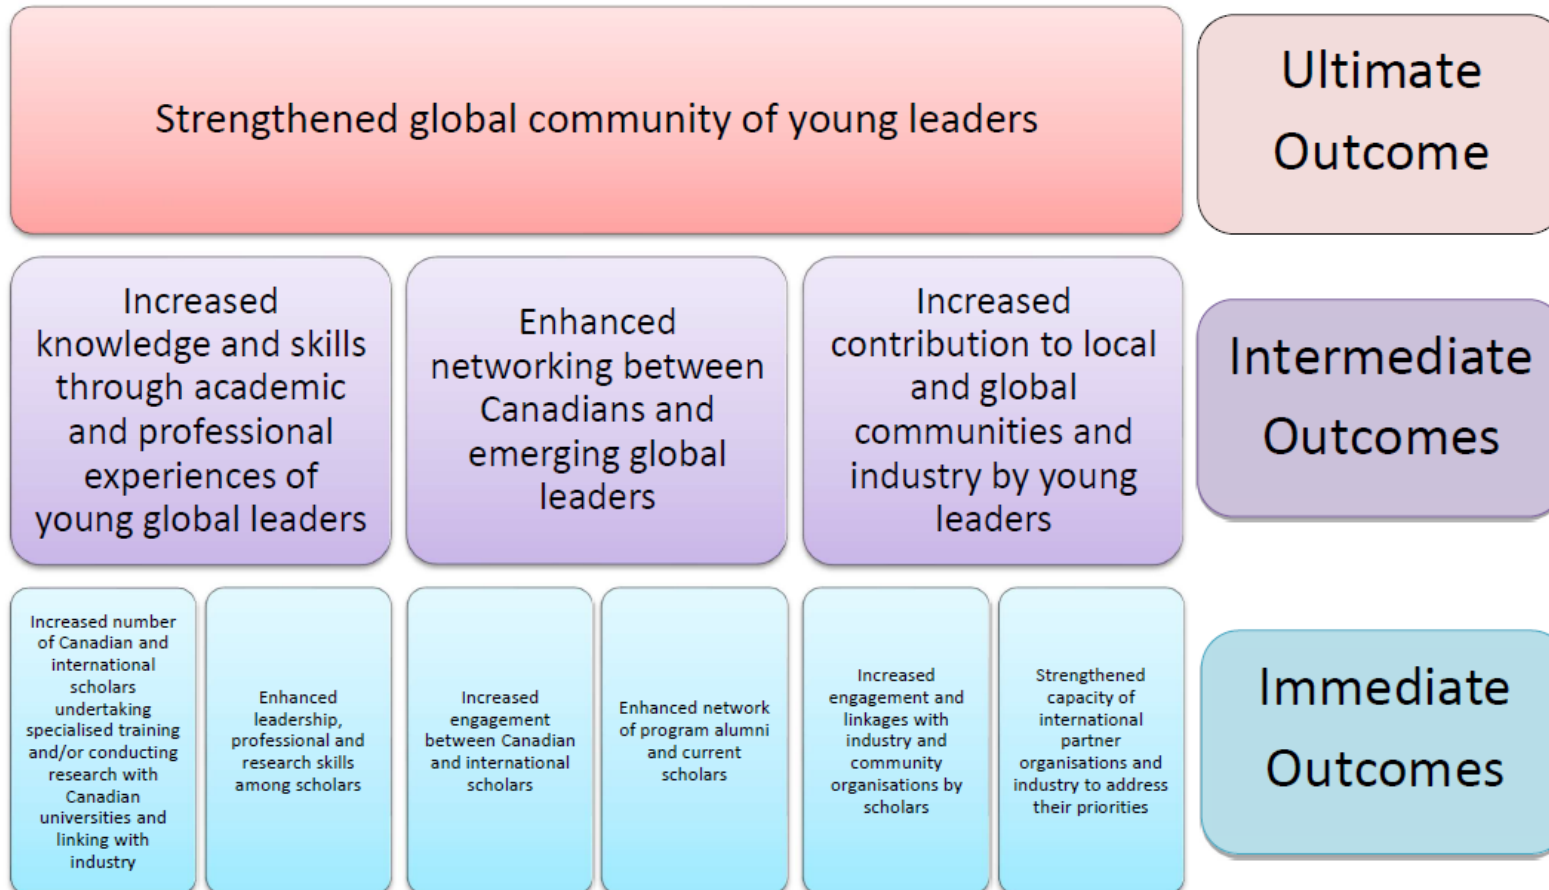 Strengthened global community of young leaders
Ultimate
Outcome
Increased
knowledge and skills
through academic
and professional
experiences of
young global leaders
Enhanced
networking between
Canadians and
emerging global
leaders
Increased
contribution to local
and global
communities and
industry by young
leaders
Intermediate
Outcomes
Increased number
of Canadian and
international
scholars
undertaking
specialised training
and/or conducting
research with
Canadian
universities and
linking with
industry
Enhanced
leadership,
professional and
research skills
among scholars
Increased
engagement
between Canadian
and international
scholars
Enhanced network
of program alumni
and current
scholars
Increased
engagement and
linkages with
industry and
community
organisations by
scholars
Strengthened
capacity of
international
partner
organisations and
industry to address
their priorities
Immediate
Outcomes